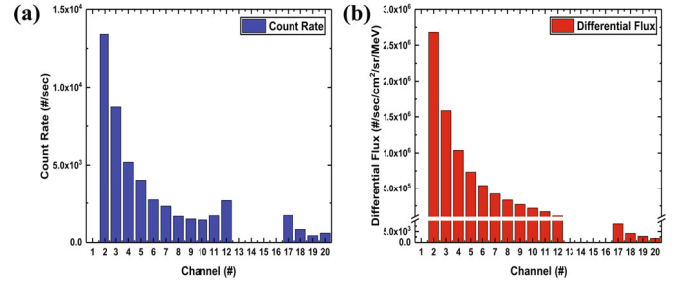 (a)
Count Rate
Count Rate (#/sec)
1.5x10⁴
1.0x10⁴
5.0x10³
0.0
1 2 3 4 5 6 7 8 9 10 11 12 13 14 15 16 17 18 19 20
Channel (#)
(b)
Differential Flux
Differential Flux (#/sec/cm²/sr/MeV)
3.0x10⁶
2.5x10⁶
2.0x10⁶
1.5x10⁶
1.0x10⁶
5.0x10⁵
5.0x10³
0.0
1 2 3 4 5 6 7 8 9 10 11 12 13 14 15 16 17 18 19 20
Channel (#)